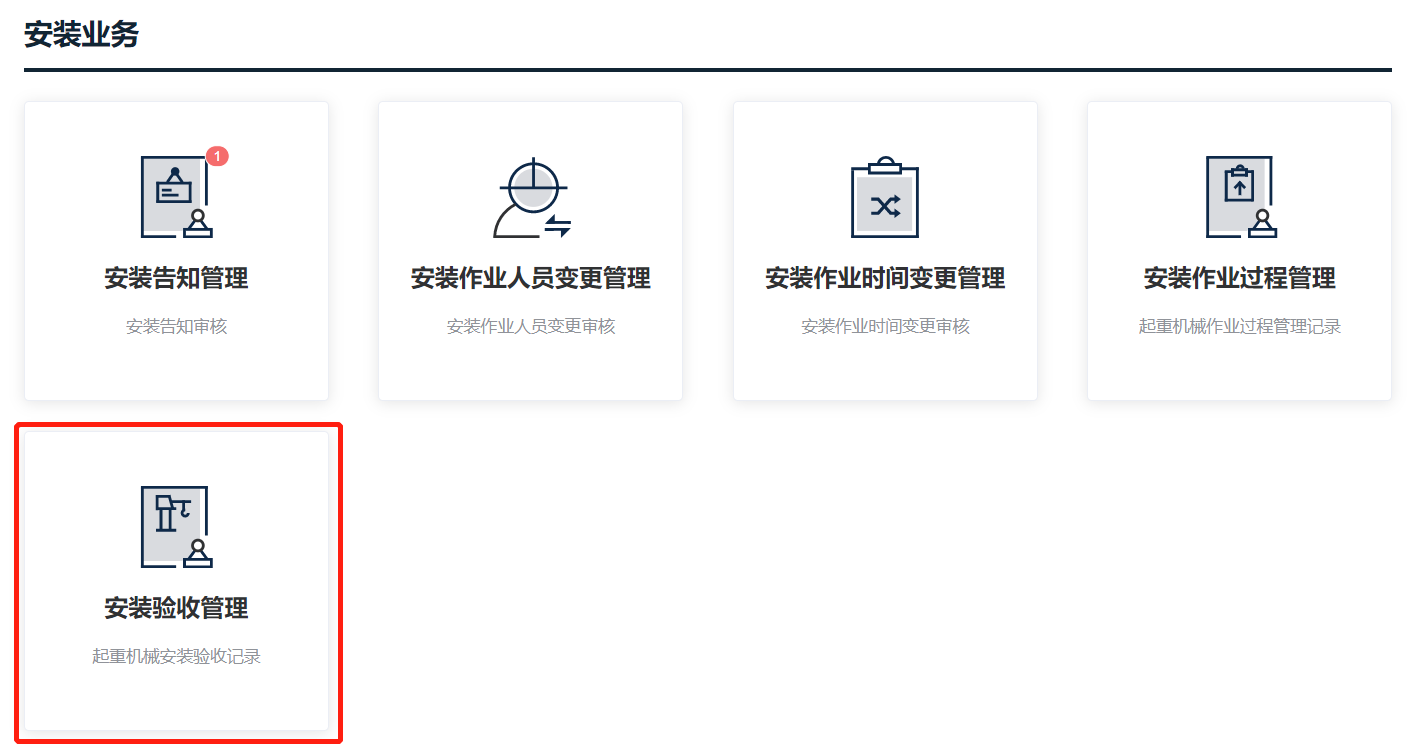 安装业务
1
安装告知管理
安装告知审核
安装作业人员变更管理
安装作业人员变更审核
安装作业时间变更管理
安装作业时间变更审核
安装作业过程管理
起重机械作业过程管理记录
安装验收管理
起重机械安装验收记录